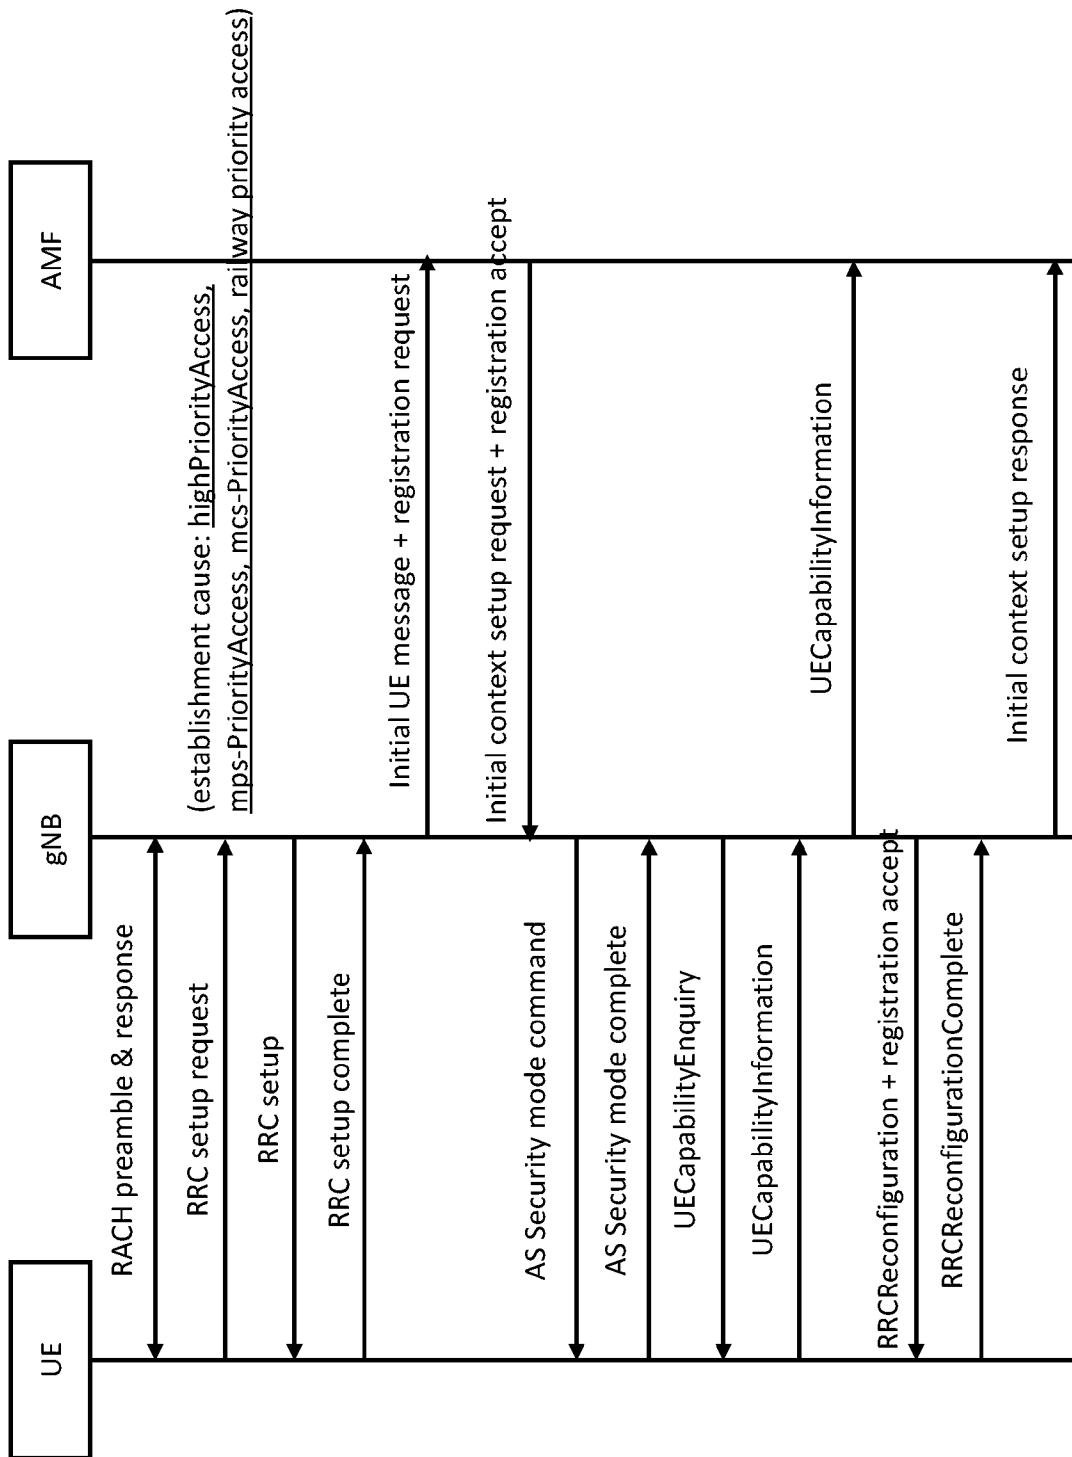 UE
gNB
AMF
RACH preamble & response
RRC setup request
(establishment cause: highPriorityAccess,
mps-PriorityAccess, mcs-PriorityAccess, railway priority access)
RRC setup
RRC setup complete
Initial UE message + registration request
Initial context setup request + registration accept
AS Security mode command
AS Security mode complete
UECapabilityEnquiry
UECapabilityInformation
UECapabilityInformation
RRCReconfiguration + registration accept
RRCReconfigurationComplete
Initial context setup response